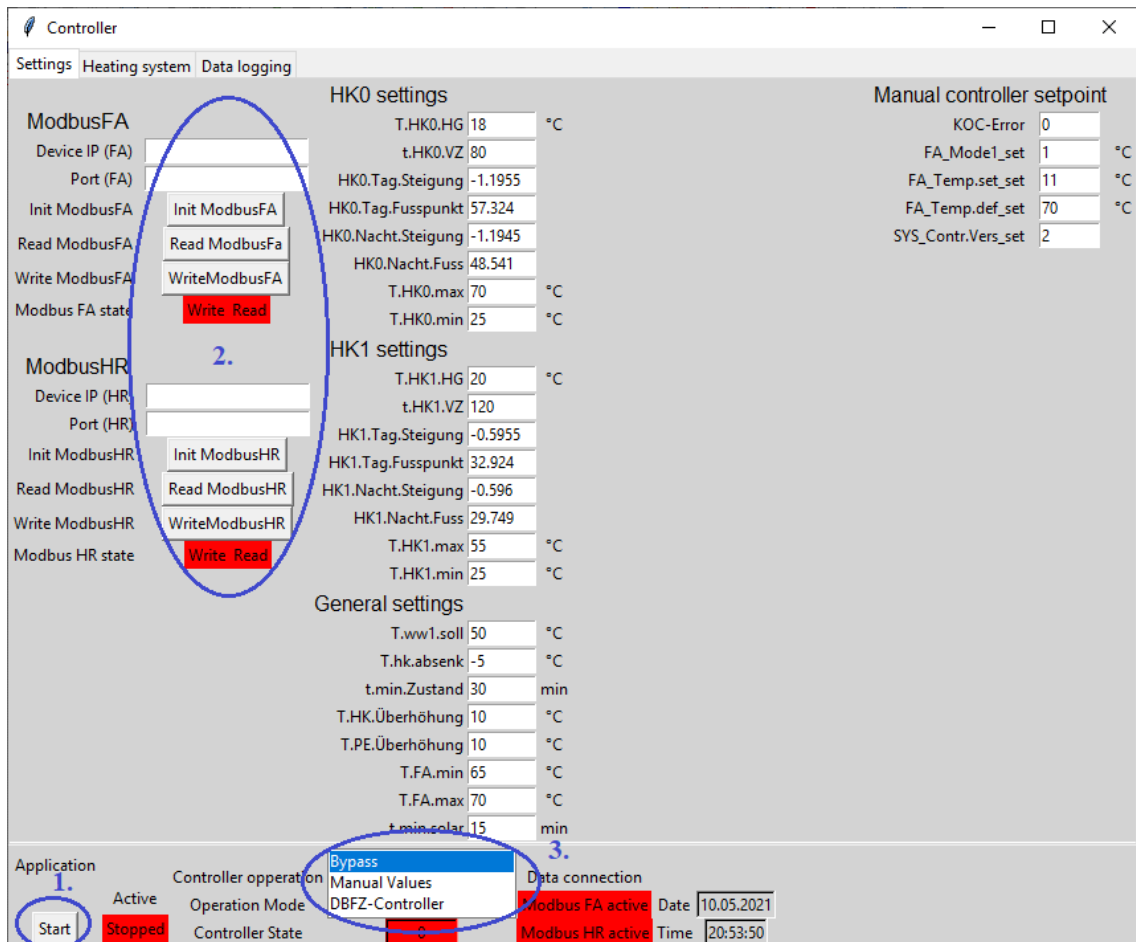 Controller
Settings Heating system Data logging
ModbusFA
Device IP (FA)
Port (FA)
Init ModbusFA Init ModbusFA
Read ModbusFA Read ModbusFa
Write ModbusFA WriteModbusFA
Modbus FA state Write Read
2.
ModbusHR
Device IP (HR)
Port (HR)
Init ModbusHR Init ModbusHR
Read ModbusHR Read ModbusHR
Write ModbusHR WriteModbusHR
Modbus HR state Write Read
HK0 settings
T.HK0.HG 18 °C
t.HK0.VZ 80
HK0.Tag.Steigung -1.1955
HK0.Tag.Fusspunkt 57.324
HK0.Nacht.Steigung -1.1945
HK0.Nacht.Fuss 48.541
T.HK0.max 70 °C
T.HK0.min 25 °C
HK1 settings
T.HK1.HG 20 °C
t.HK1.VZ 120
HK1.Tag.Steigung -0.5955
HK1.Tag.Fusspunkt 32.924
HK1.Nacht.Steigung -0.596
HK1.Nacht.Fuss 29.749
T.HK1.max 55 °C
T.HK1.min 25 °C
General settings
T.ww1.soll 50 °C
T.hk.absenk -5 °C
t.min.Zustand 30 min
T.HK.Überhöhung 10 °C
T.PE.Überhöhung 10 °C
T.FA.min 65 °C
T.FA.max 70 °C
t.min.solar 15 min
Manual controller setpoint
KOC-Error 0
FA_Mode1_set 1 °C
FA_Temp.set_set 11 °C
FA_Temp.def_set 70 °C
SYS_Contr.Vers_set 2
Application
1.
Active
Start Stopped
Controller opperation
Operation Mode
Controller State 0
Bypass
Manual Values
DBFZ-Controller
3.
Data connection
Modbus FA active Date 10.05.2021
Modbus HR active Time 20:53:50